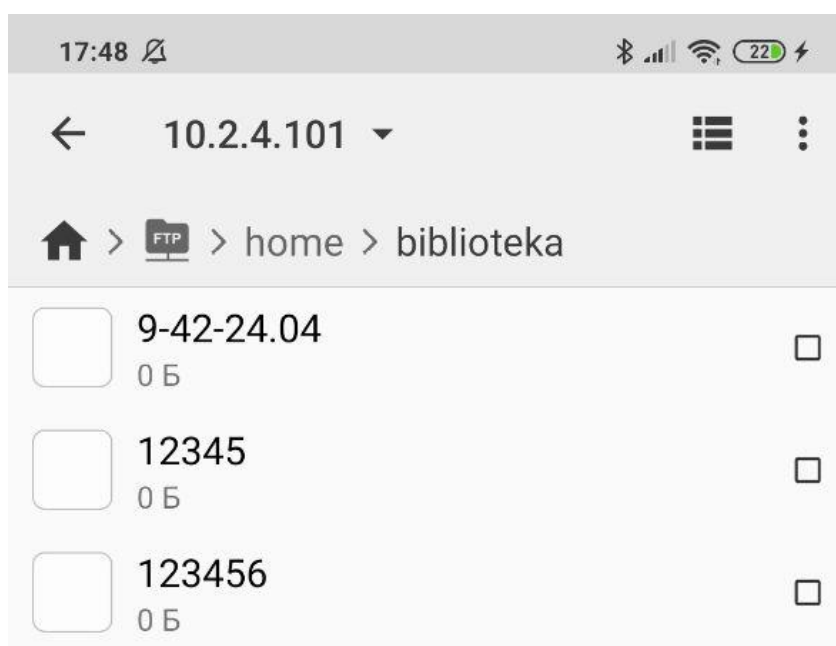 17:48 22
10.2.4.101
FTP > home > biblioteka
9-42-24.04
0 Б
12345
0 Б
123456
0 Б